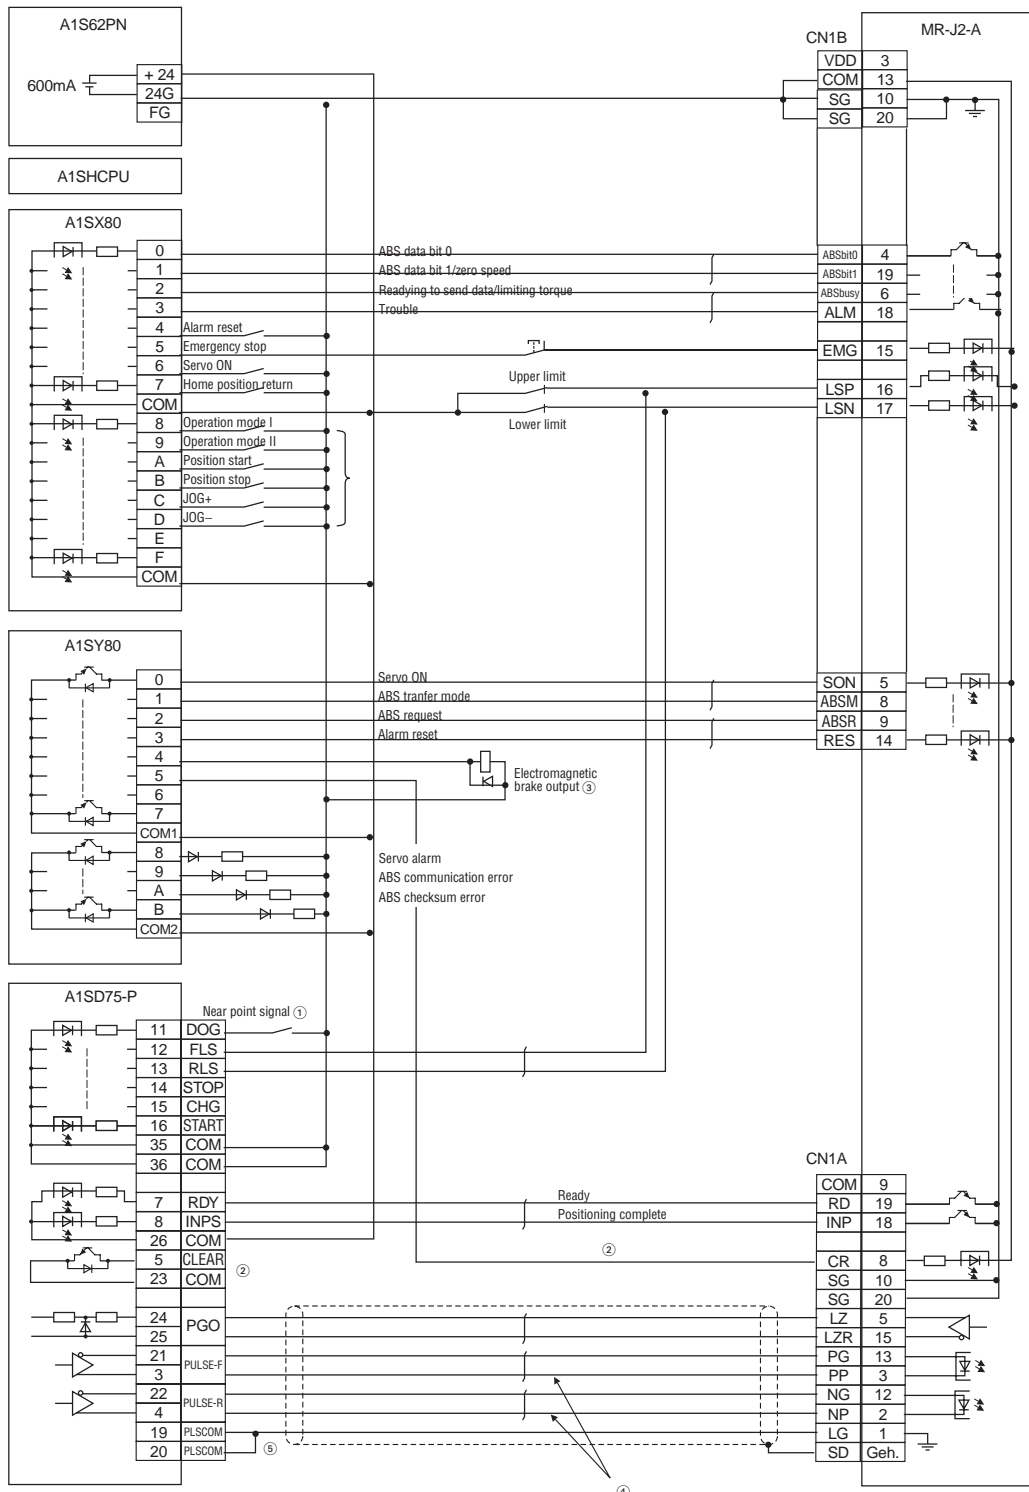 A1S62PN
MR-J2-A
CN1B
600mA
+ 24
24G
FG
VDD 3
COM 13
SG 10
SG 20
A1SHCPU
A1SX80
0 ABS data bit 0 ABSbit0 4
1 ABS data bit 1/zero speed ABSbit1 19
2 Readying to send data/limiting torque ABSbusy 6
3 Trouble ALM 18
4 Alarm reset
5 Emergency stop EMG 15
6 Servo ON
7 Home position return Upper limit LSP 16
COM LSN 17
8 Operation mode I Lower limit
9 Operation mode II
A Position start
B Position stop
C JOG+
D JOG–
E
F
COM
A1SY80
0 Servo ON SON 5
1 ABS tranfer mode ABSM 8
2 ABS request ABSR 9
3 Alarm reset RES 14
4
5 Electromagnetic
6 brake output ③
7
COM1
8 Servo alarm
9 ABS communication error
A ABS checksum error
B
COM2
A1SD75-P
Near point signal ①
11 DOG
12 FLS
13 RLS
14 STOP
15 CHG
16 START
35 COM
36 COM
CN1A
COM 9
7 RDY Ready RD 19
8 INPS Positioning complete INP 18
26 COM
5 CLEAR ② ② CR 8
23 COM SG 10
SG 20
24 PGO LZ 5
25 LZR 15
21 PULSE-F PG 13
3 PP 3
22 PULSE-R NG 12
4 NP 2
19 PLSCOM LG 1
20 PLSCOM ⑤ SD Geh.
④